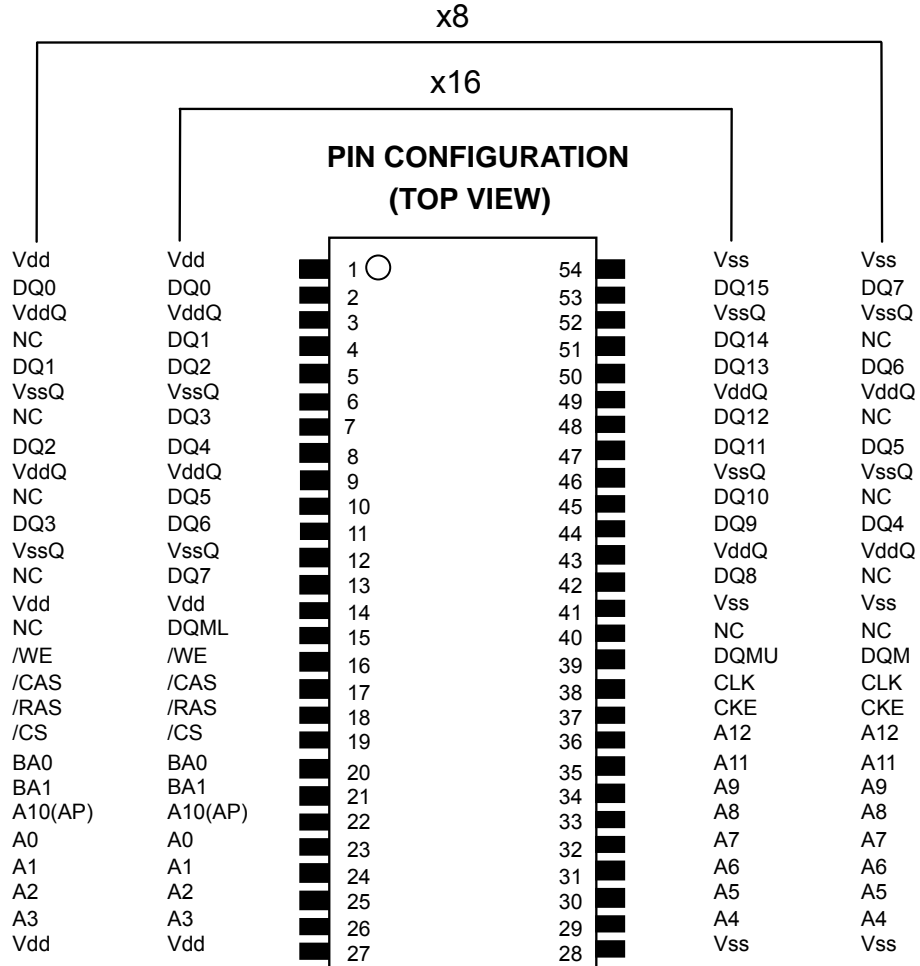 x8
x16
PIN CONFIGURATION
(TOP VIEW)
Vdd Vdd 1 54 Vss Vss
DQ0 DQ0 2 53 DQ15 DQ7
VddQ VddQ 3 52 VssQ VssQ
NC DQ1 4 51 DQ14 NC
DQ1 DQ2 5 50 DQ13 DQ6
VssQ VssQ 6 49 VddQ VddQ
NC DQ3 7 48 DQ12 NC
DQ2 DQ4 8 47 DQ11 DQ5
VddQ VddQ 9 46 VssQ VssQ
NC DQ5 10 45 DQ10 NC
DQ3 DQ6 11 44 DQ9 DQ4
VssQ VssQ 12 43 VddQ VddQ
NC DQ7 13 42 DQ8 NC
Vdd Vdd 14 41 Vss Vss
NC DQML 15 40 NC NC
/WE /WE 16 39 DQMU DQM
/CAS /CAS 17 38 CLK CLK
/RAS /RAS 18 37 CKE CKE
/CS /CS 19 36 A12 A12
BA0 BA0 20 35 A11 A11
BA1 BA1 21 34 A9 A9
A10(AP) A10(AP) 22 33 A8 A8
A0 A0 23 32 A7 A7
A1 A1 24 31 A6 A6
A2 A2 25 30 A5 A5
A3 A3 26 29 A4 A4
Vdd Vdd 27 28 Vss Vss